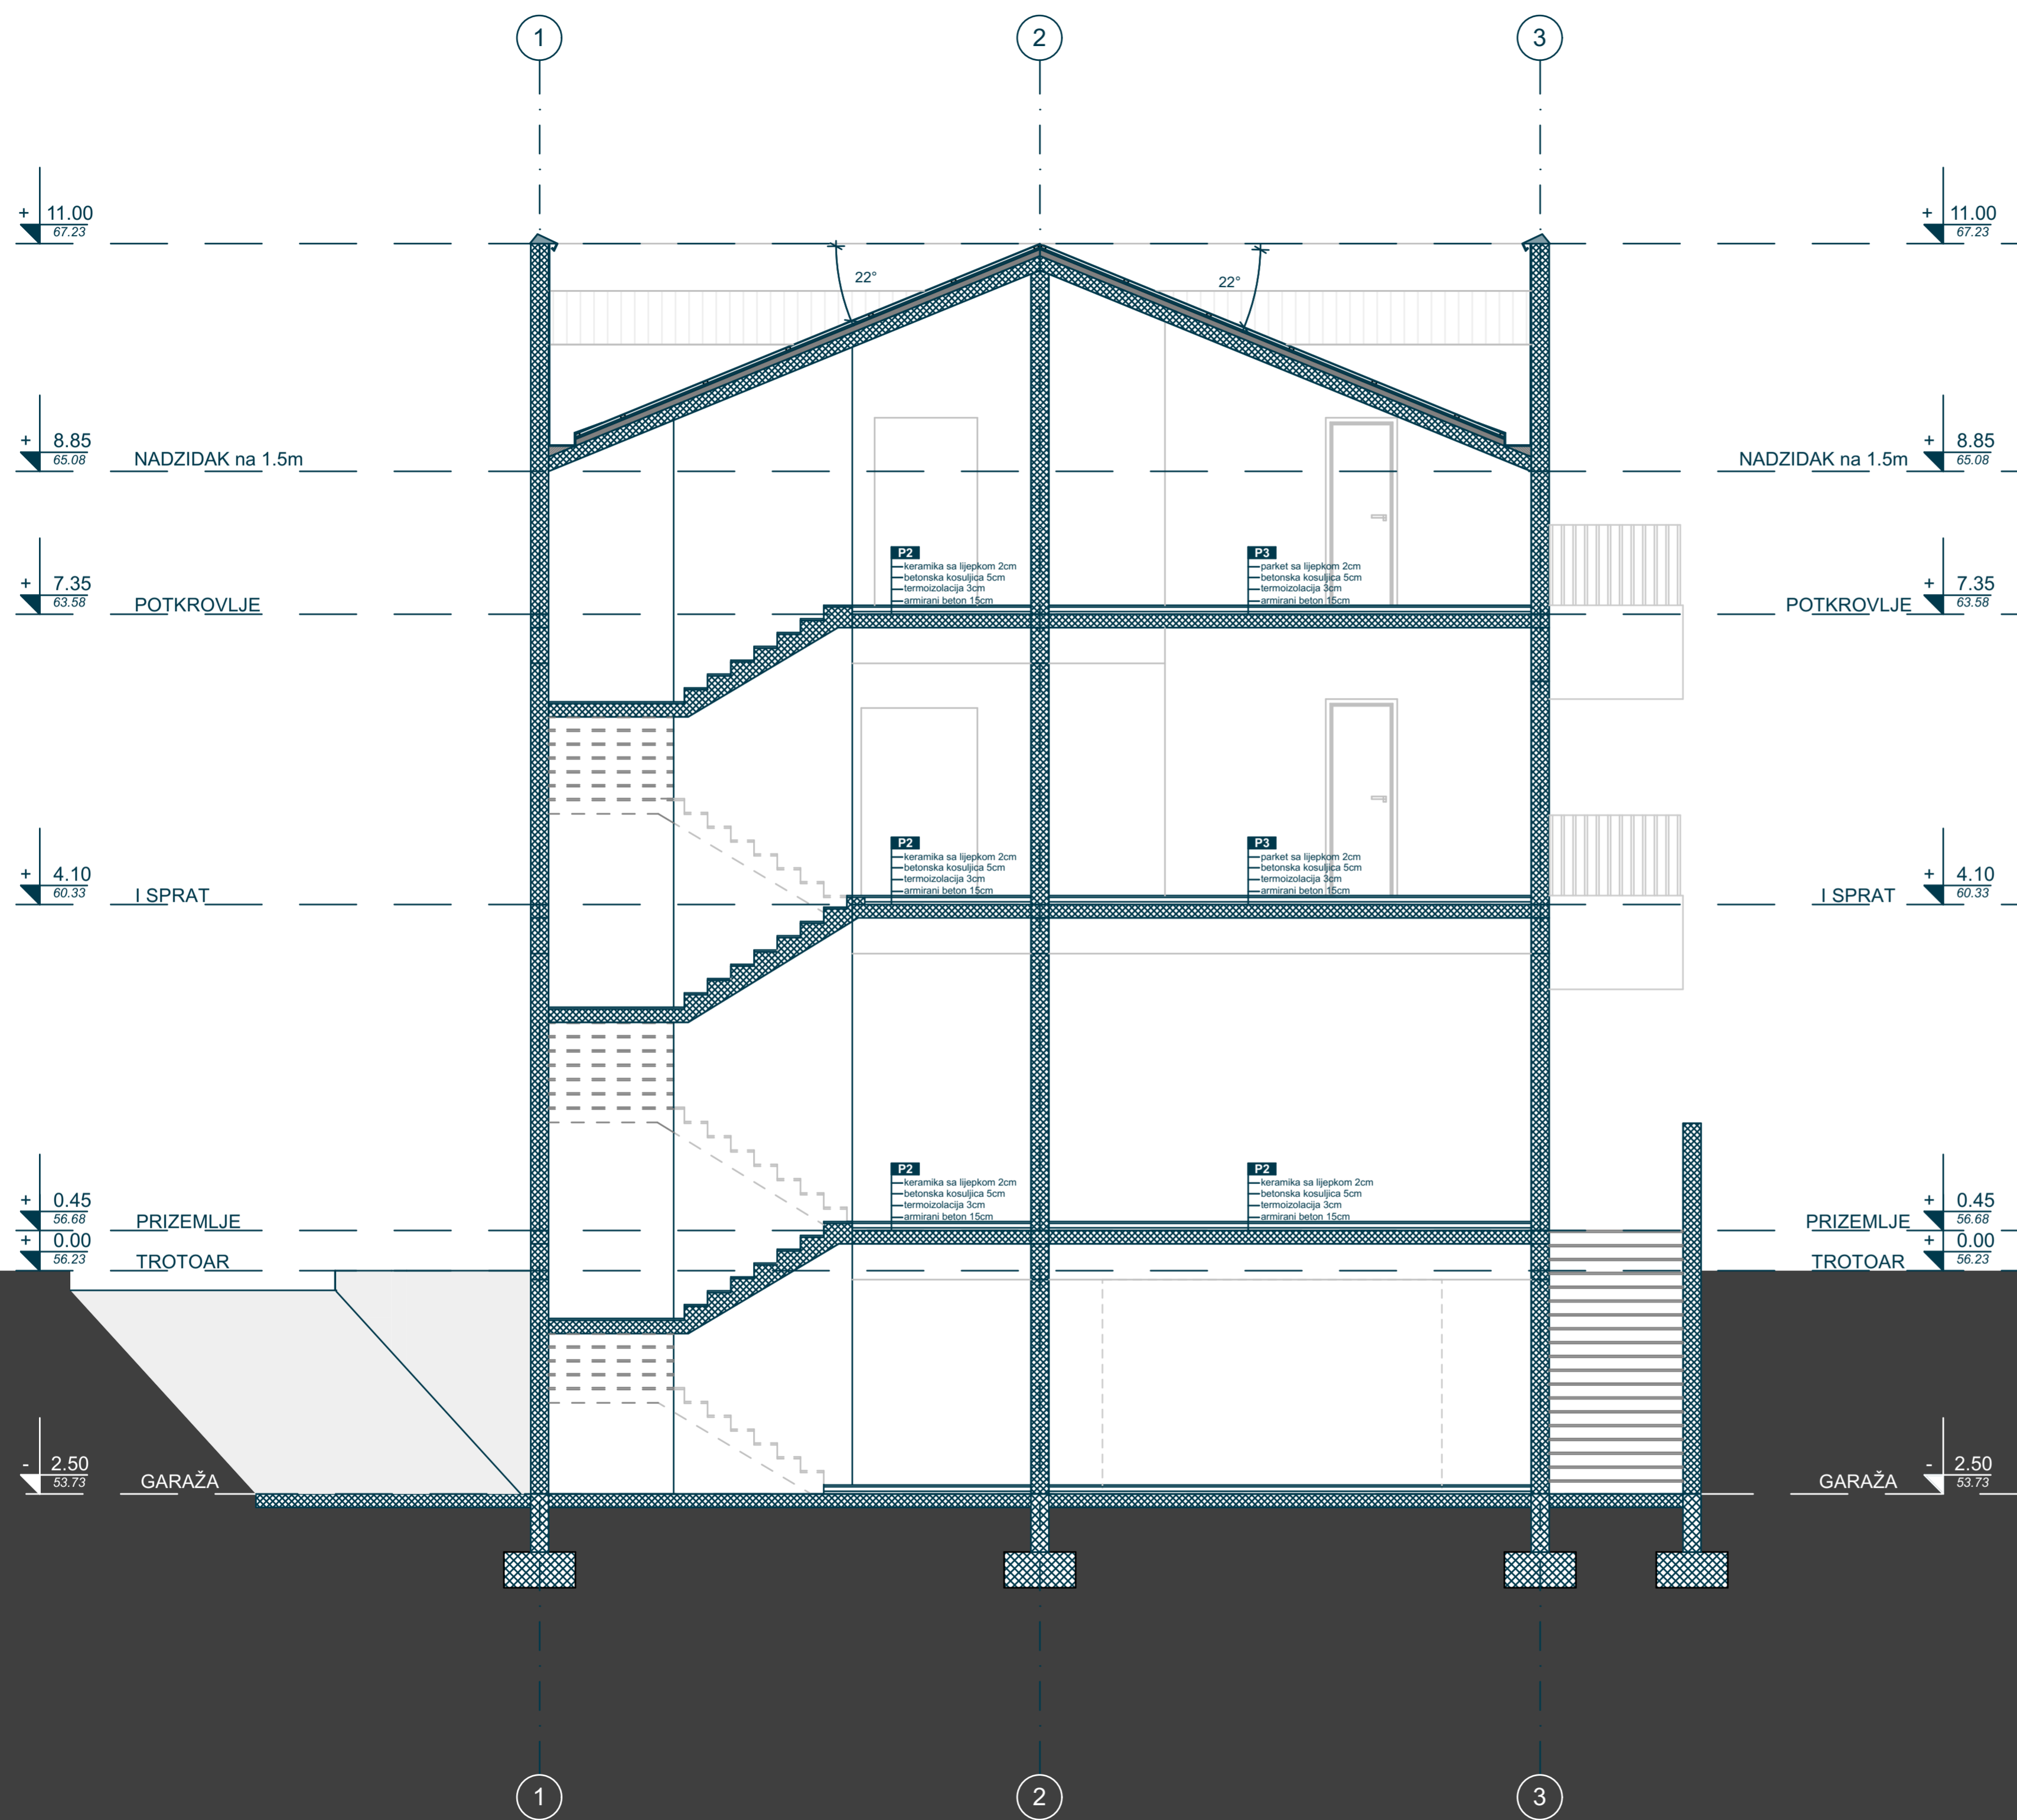 1 2 3
+ 11.00 + 11.00
67.23 67.23
22° 22°
+ 8.85 + 8.85
65.08 NADZIDAK na 1.5m NADZIDAK na 1.5m 65.08
P2 P3
keramika sa lijepkom 2cm parket sa lijepkom 2cm
+ 7.35 betonska kosuljica 5cm betonska kosuljica 5cm + 7.35
termoizolacija 3cm termoizolacija 3cm
63.58 POTKROVLJE armirani beton 15cm armirani beton 15cm POTKROVLJE 63.58
P2 P3
keramika sa lijepkom 2cm parket sa lijepkom 2cm
+ 4.10 betonska kosuljica 5cm betonska kosuljica 5cm + 4.10
termoizolacija 3cm termoizolacija 3cm
60.33 I SPRAT armirani beton 15cm armirani beton 15cm I SPRAT 60.33
P2 P2
keramika sa lijepkom 2cm keramika sa lijepkom 2cm
+ 0.45 betonska kosuljica 5cm betonska kosuljica 5cm + 0.45
termoizolacija 3cm termoizolacija 3cm
56.68 PRIZEMLJE armirani beton 15cm armirani beton 15cm PRIZEMLJE 56.68
+ 0.00 + 0.00
56.23 TROTOAR TROTOAR 56.23
- 2.50 - 2.50
53.73 GARAŽA GARAŽA 53.73
1 2 3